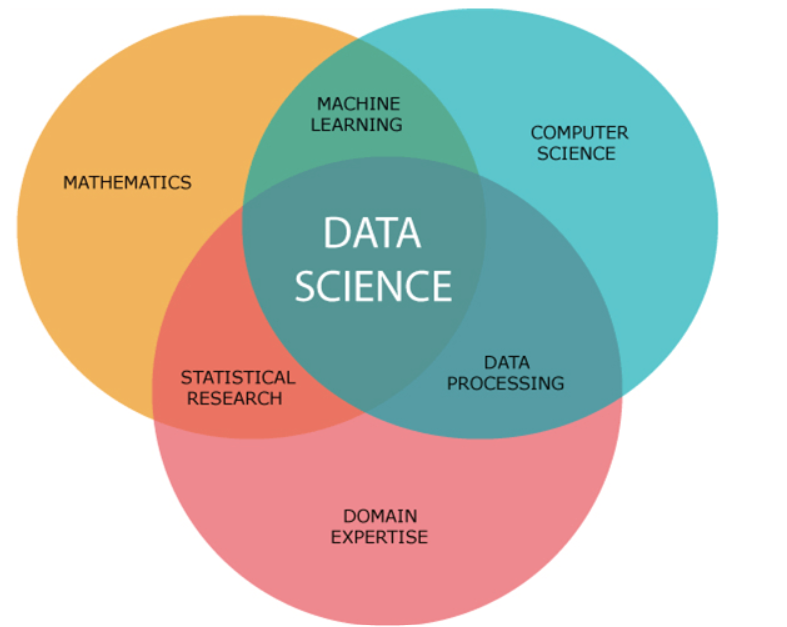 MACHINE
LEARNING
COMPUTER
SCIENCE
MATHEMATICS
DATA
SCIENCE
STATISTICAL
RESEARCH
DATA
PROCESSING
DOMAIN
EXPERTISE